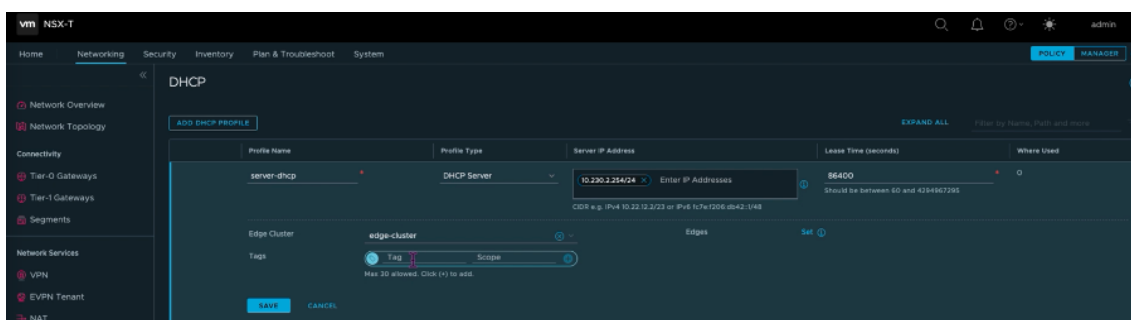 vm NSX-T admin
Home Networking Security Inventory Plan & Troubleshoot System POLICY MANAGER
DHCP
Network Overview
Network Topology
ADD DHCP PROFILE EXPAND ALL Filter by Name, Path and more
Connectivity Profile Name Profile Type Server IP Address Lease Time (seconds) Where Used
Tier-0 Gateways server-dhcp * DHCP Server 10.230.2.254/24 × Enter IP Addresses 86400 * 0
Tier-1 Gateways Should be between 60 and 4294967295
CIDR e.g. IPv4 10.22.12.2/23 or IPv6 fc7e:f206:db42::1/48
Segments
Edge Cluster edge-cluster Edges Set
Network Services Tags Tag Scope
VPN Max 30 allowed. Click (+) to add.
EVPN Tenant
SAVE CANCEL
NAT